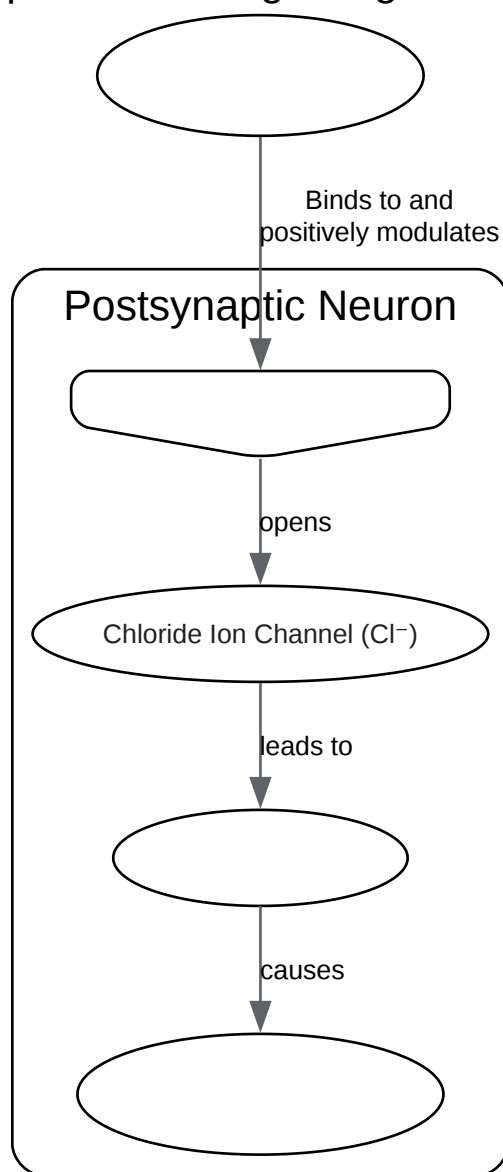 Binds to and
positively modulates
Postsynaptic Neuron
opens
Chloride Ion Channel (Cl⁻)
leads to
causes